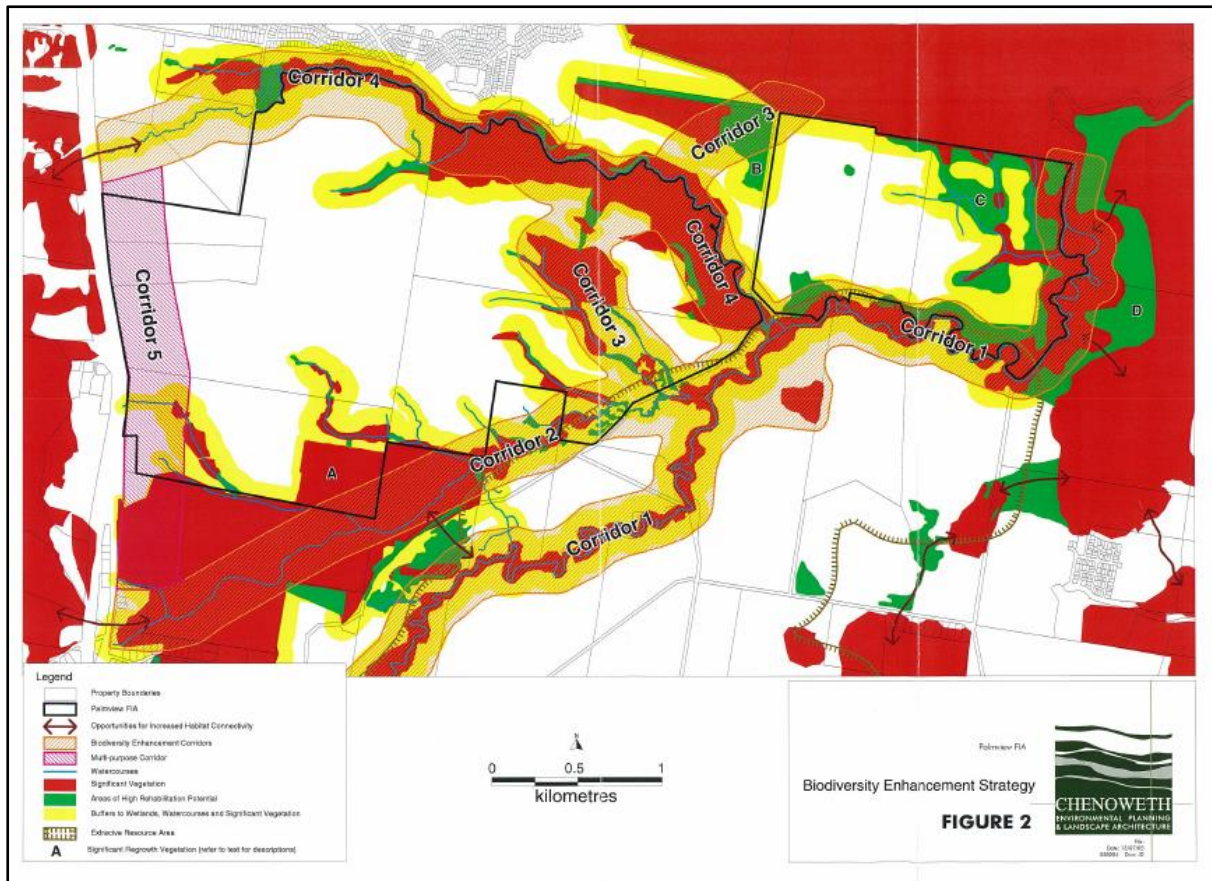 Corridor 4
Corridor 3
B
C
Corridor 4
Corridor 5
Corridor 3
Corridor 1
D
Corridor 2
A
Corridor 1
Legend
Property Boundaries
Palmview FIA
Opportunities for Increased Habitat Connectivity
Biodiversity Enhancement Corridors
Multi-purpose Corridor
Watercourses
Significant Vegetation
Areas of High Rehabilitation Potential
Buffers to Wetlands, Watercourses and Significant Vegetation
Extractive Resource Area
A Significant Regrowth Vegetation (refer to text for descriptions)
N
0 0.5 1
kilometres
Palmview FIA
Biodiversity Enhancement Strategy
FIGURE 2
CHENOWETH
ENVIRONMENTAL PLANNING
& LANDSCAPE ARCHITECTURE
File: